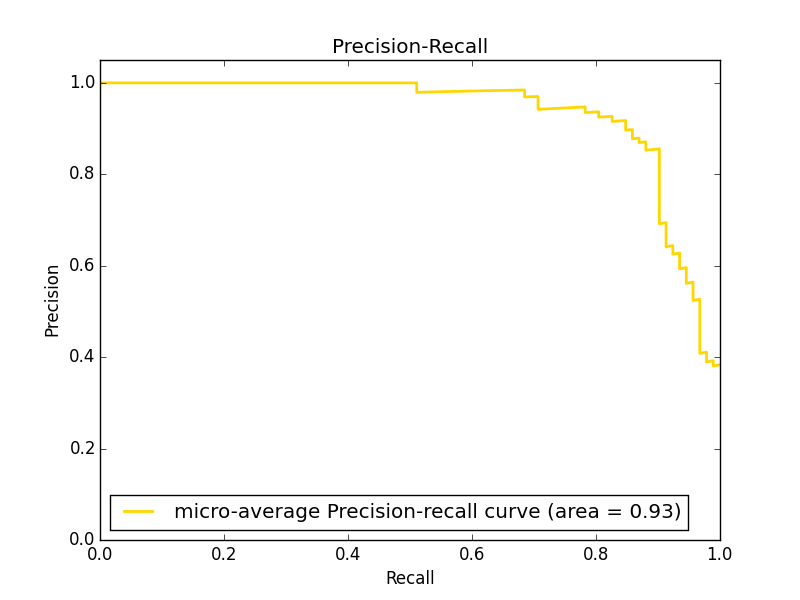 Precision-Recall
1.0
0.8
0.6
0.4
0.2
0.0
Precision
micro-average Precision-recall curve (area = 0.93)
0.0 0.2 0.4 0.6 0.8 1.0
Recall